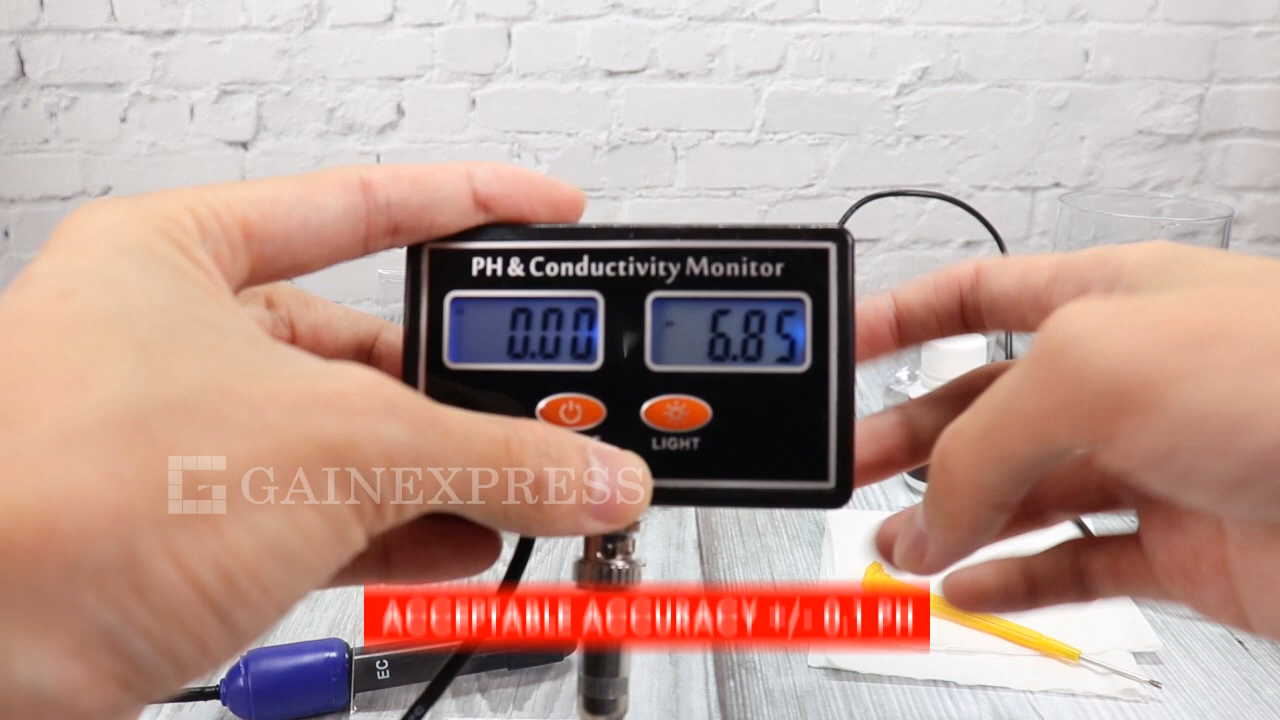 PH & Conductivity Monitor
0.00
6.85
LIGHT
GAINEXPRESS
ACCEPTABLE ACCURACY +/- 0.1 PH
EC